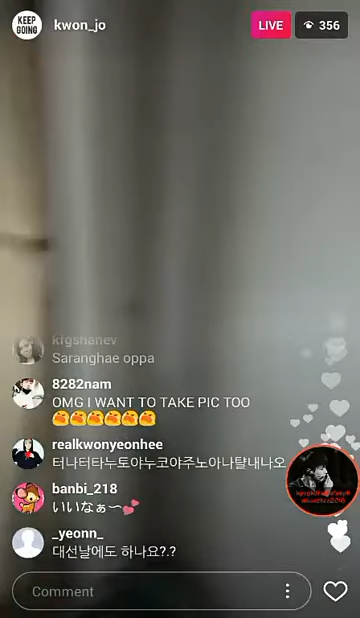 KEEP
GOING
kwon_jo
LIVE
356
kfgshanev
Saranghae oppa
8282nam
OMG I WANT TO TAKE PIC TOO
😤😤😤😤😤😤
realkwonyeonhee
터나터타누토아누코야주노아나탈내나오
banbi_218
いいなぁ〜💕
_yeonn_
대선날에도 하나요?.?
Comment